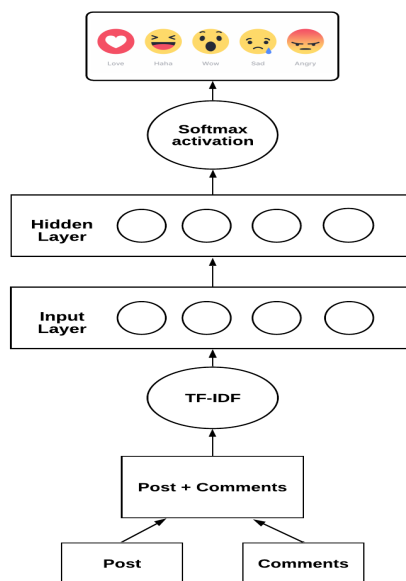 Love Haha Wow Sad Angry
Softmax
activation
Hidden
Layer
Input
Layer
TF-IDF
Post + Comments
Post Comments